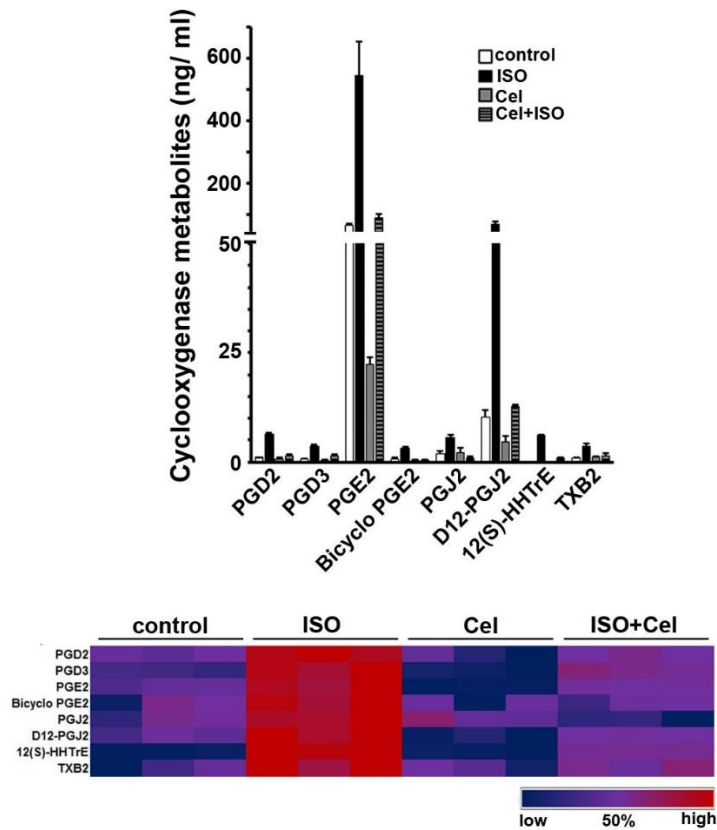 Cyclooxygenase metabolites (ng/ ml)
600
400
200
50
25
0
control
ISO
Cel
Cel+ISO
PGD2
PGD3
PGE2
Bicyclo PGE2
PGJ2
D12-PGJ2
12(S)-HHTrE
TXB2
control ISO Cel ISO+Cel
PGD2
PGD3
PGE2
Bicyclo PGE2
PGJ2
D12-PGJ2
12(S)-HHTrE
TXB2
low 50% high